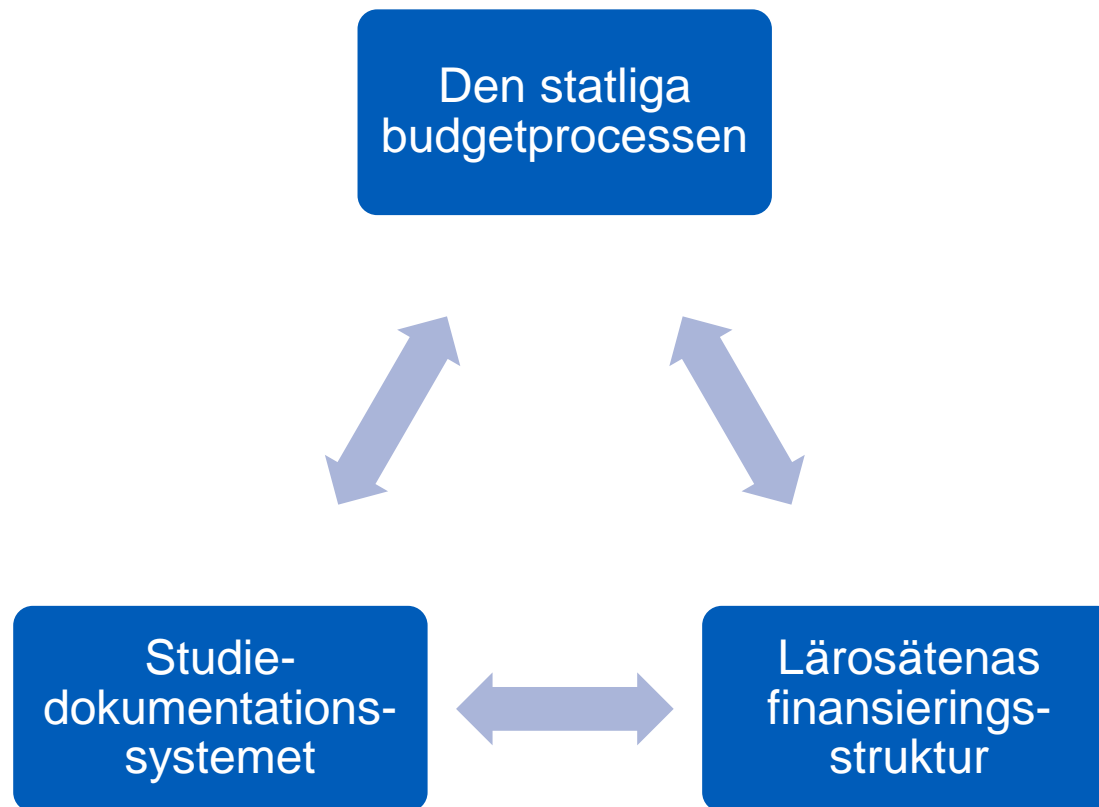 Den statliga
budgetprocessen
Studie-
dokumentations-
systemet
Lärosätenas
finansierings-
struktur